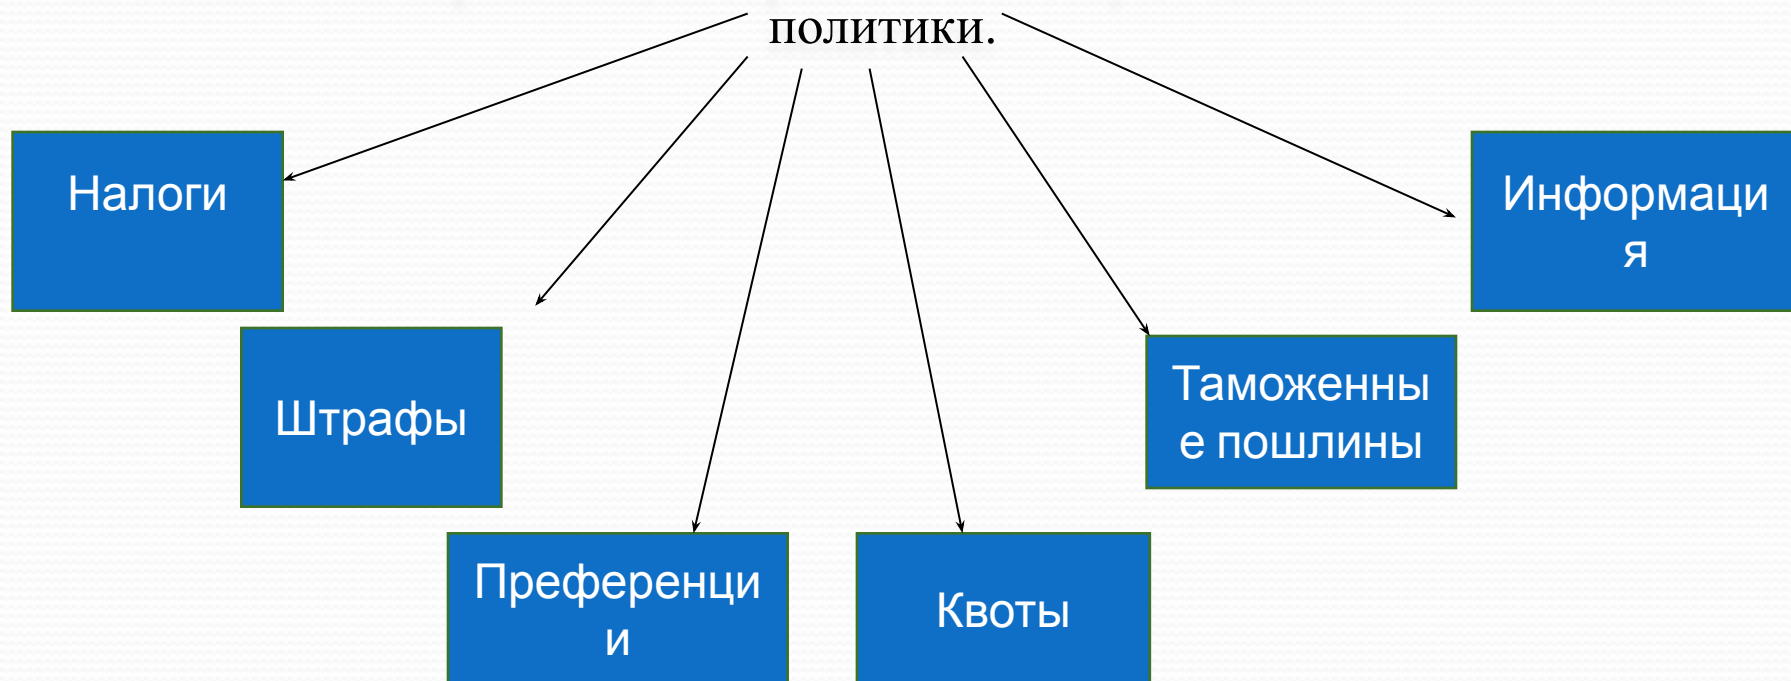 политики.
Налоги
Информаци
я
Штрафы
Таможенны
е пошлины
Преференци
и
Квоты